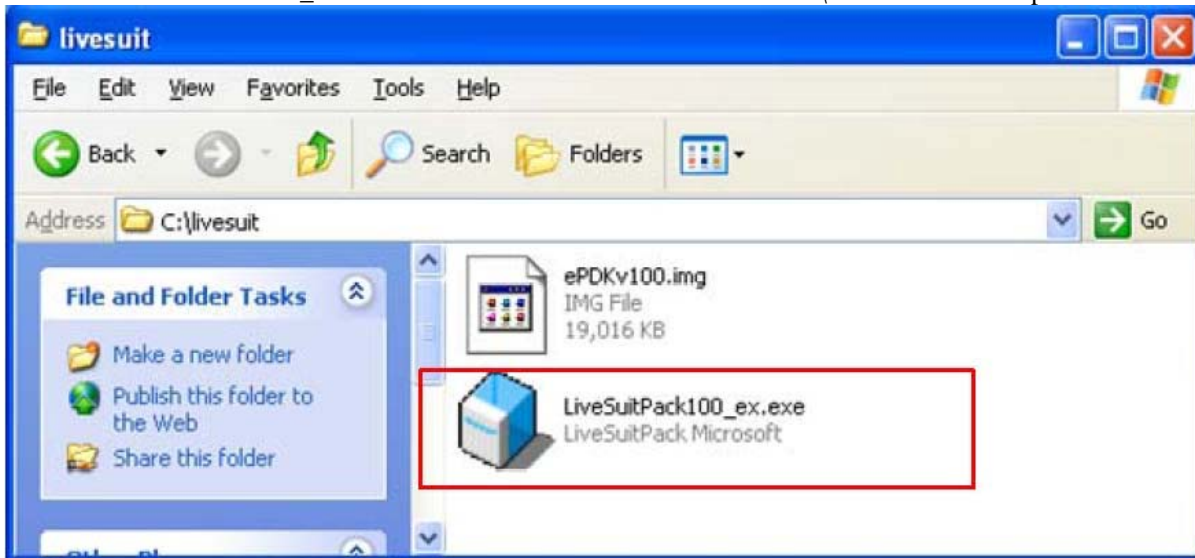 livesuit
File Edit View Favorites Tools Help
Back Search Folders
Address C:\livesuit Go
File and Folder Tasks
Make a new folder
Publish this folder to
the Web
Share this folder
ePDKv100.img
IMG File
19,016 KB
LiveSuitPack100_ex.exe
LiveSuitPack Microsoft